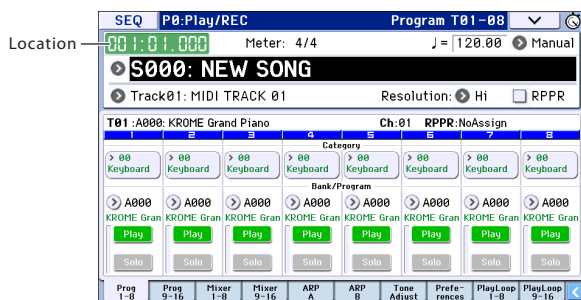 SEQ P0:Play/REC Program T01-08
Location 001:01.000 Meter: 4/4 ♩= 120.00 Manual
S000: NEW SONG
Track01: MIDI TRACK 01 Resolution: Hi RPPR
T01 :A000: KROME Grand Piano Ch:01 RPPR:NoAssign
1 2 3 4 5 6 7 8
Category
> 00 > 00 > 00 > 00 > 00 > 00 > 00 > 00
Keyboard Keyboard Keyboard Keyboard Keyboard Keyboard Keyboard Keyboard
Bank/Program
A000 A000 A000 A000 A000 A000 A000 A000
KROME Gran KROME Gran KROME Gran KROME Gran KROME Gran KROME Gran KROME Gran KROME Gran
Play Play Play Play Play Play Play Play
Solo Solo Solo Solo Solo Solo Solo Solo
Prog 1-8 Prog 9-16 Mixer 1-8 Mixer 9-16 ARP A ARP B Tone Adjust Prefe-rences PlayLoop 1-8 PlayLoop 9-16